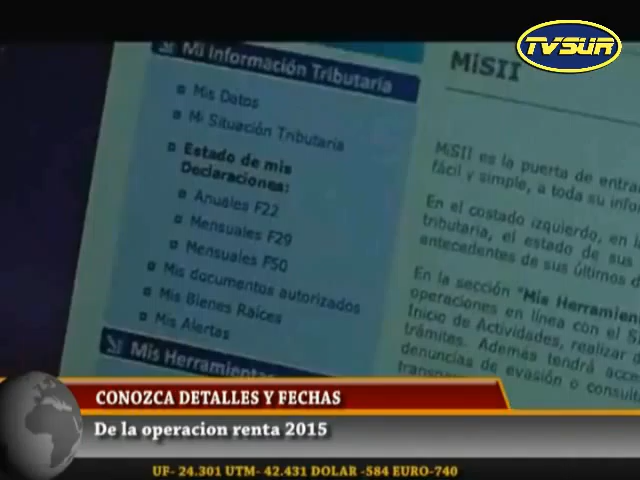 TVSUR
Mi Información Tributaria
Mis Datos
Mi Situación Tributaria
Estado de mis
Declaraciones:
Anuales F22
Mensuales F29
Mensuales F50
Mis documentos autorizados
Mis Bienes Raíces
Mis Alertas
Mis Herramientas
MiSII
MiSII es la puerta de entra
fácil y simple, a toda su infor
En el costado izquierdo, en la
tributaria, el estado de sus
antecedentes de sus últimos d
En la sección "Mis Herramien
operaciones en línea con el S
Inicio de Actividades, realizar
trámites. Además tendrá acce
denuncias de evasión o consult
CONOZCA DETALLES Y FECHAS
De la operacion renta 2015
UF- 24.301 UTM- 42.431 DOLAR -584 EURO-740